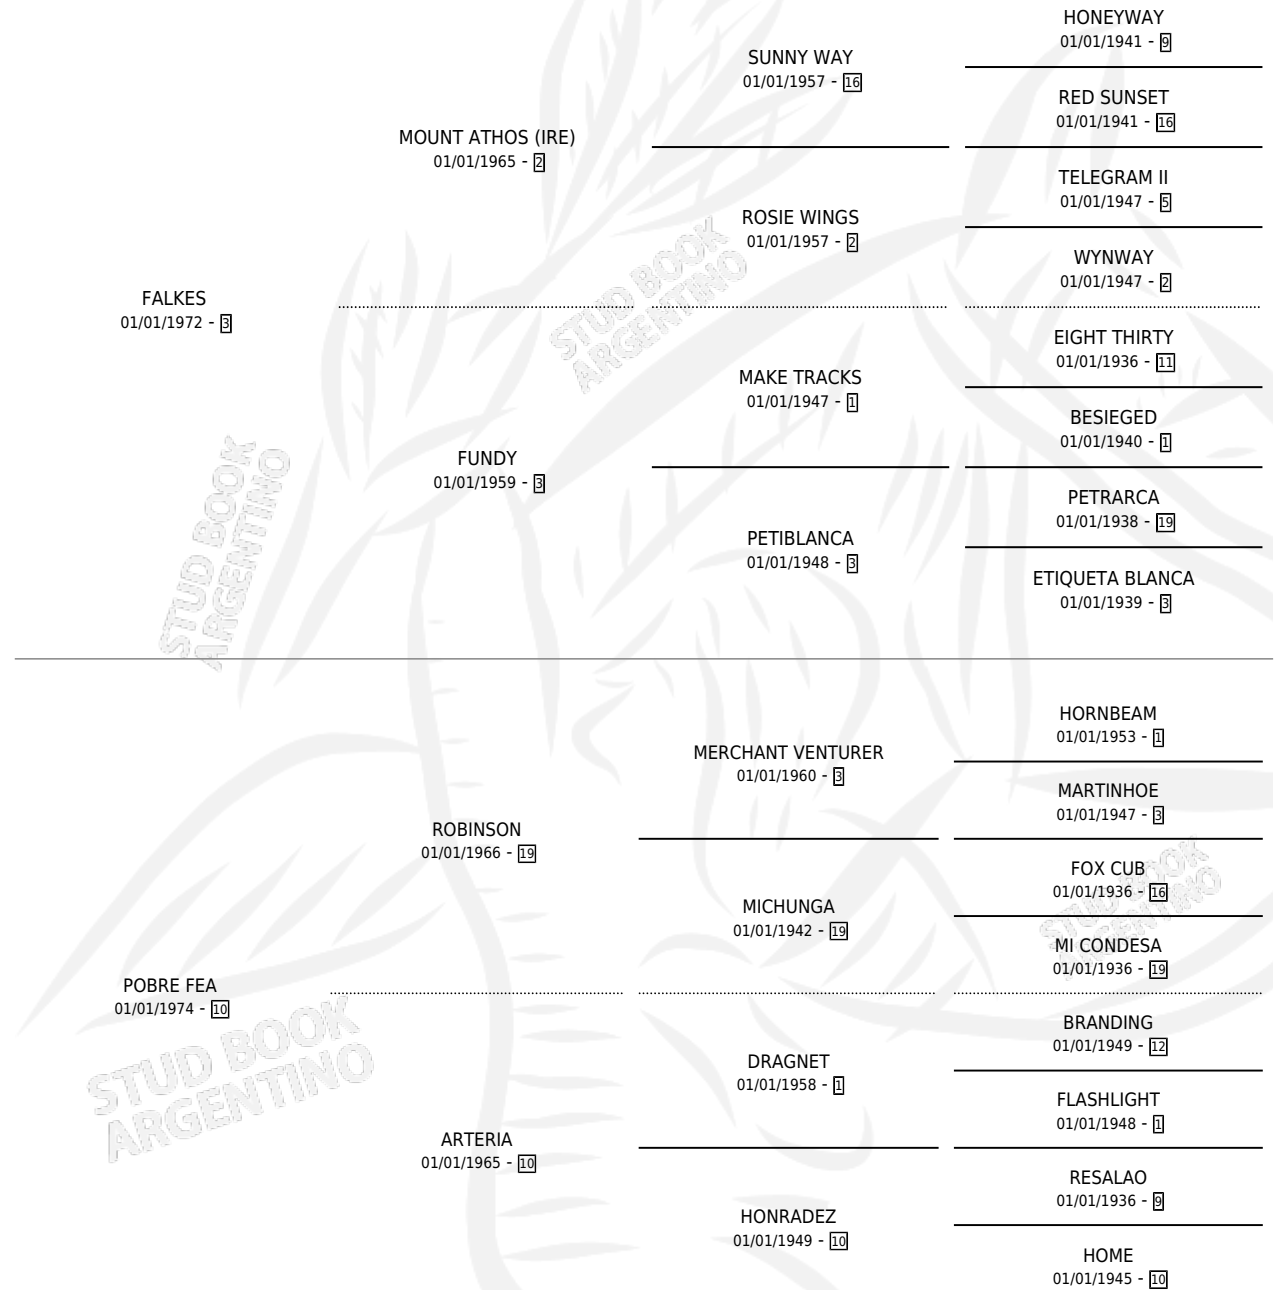 HONEYWAY
01/01/1941 - 9
SUNNY WAY
01/01/1957 - 16
RED SUNSET
01/01/1941 - 16
MOUNT ATHOS (IRE)
01/01/1965 - 2
TELEGRAM II
01/01/1947 - 5
ROSIE WINGS
01/01/1957 - 2
WYNWAY
01/01/1947 - 2
FALKES
01/01/1972 - 3
EIGHT THIRTY
01/01/1936 - 11
MAKE TRACKS
01/01/1947 - 1
BESIEGED
01/01/1940 - 1
FUNDY
01/01/1959 - 3
PETRARCA
01/01/1938 - 19
PETIBLANCA
01/01/1948 - 3
ETIQUETA BLANCA
01/01/1939 - 3
HORNBEAM
01/01/1953 - 1
MERCHANT VENTURER
01/01/1960 - 3
MARTINHOE
01/01/1947 - 3
ROBINSON
01/01/1966 - 19
FOX CUB
01/01/1936 - 16
MICHUNGA
01/01/1942 - 19
MI CONDESA
01/01/1936 - 19
POBRE FEA
01/01/1974 - 10
BRANDING
01/01/1949 - 12
DRAGNET
01/01/1958 - 1
FLASHLIGHT
01/01/1948 - 1
ARTERIA
01/01/1965 - 10
RESALAO
01/01/1936 - 9
HONRADEZ
01/01/1949 - 10
HOME
01/01/1945 - 10
STUD BOOK
ARGENTINO
STUD BOOK
ARGENTINO
STUD BOOK
ARGENTINO
STUD BOOK
ARGENTINO